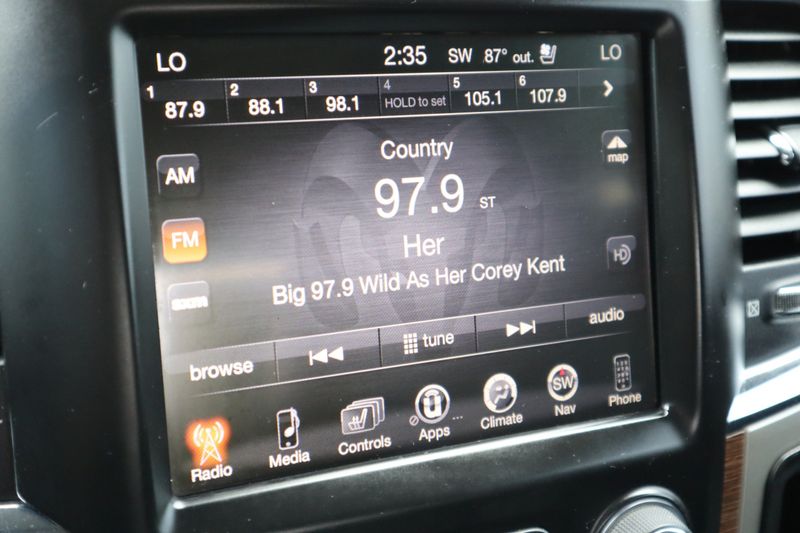 LO 2:35 SW 87° out. LO
1 87.9 2 88.1 3 98.1 4 HOLD to set 5 105.1 6 107.9
Country
map
AM
97.9 ST
FM
Her
HD
Big 97.9 Wild As Her Corey Kent
zoom
browse tune audio
Radio Media Controls Apps Climate SW Nav Phone